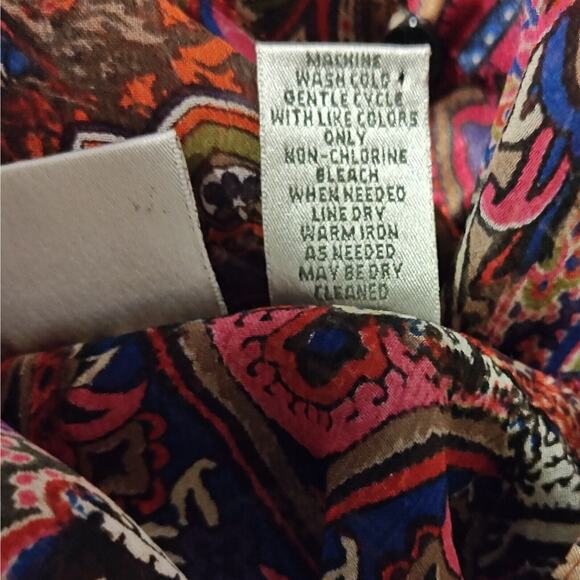 MACHINE
WASH COLD
GENTLE CYCLE
WITH LIKE COLORS
ONLY
NON-CHLORINE
BLEACH
WHEN NEEDED
LINE DRY
WARM IRON
AS NEEDED
MAY BE DRY
CLEANED